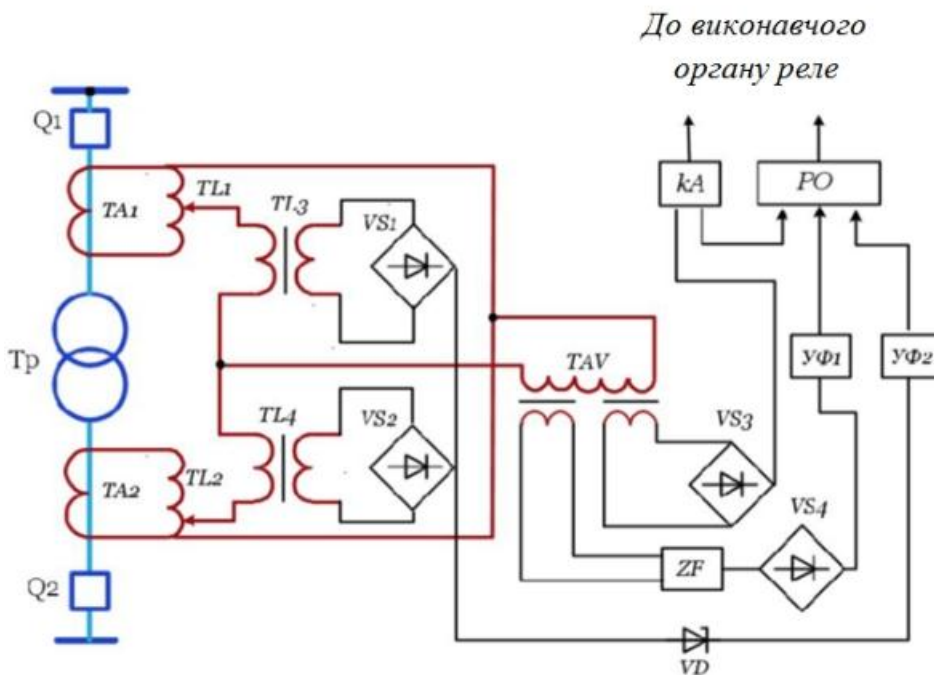 До виконавчого
органу реле
Q1
TL1
TA1
TL3
VS1
kA
PO
Tp
TAV
УФ1
УФ2
TL4
VS2
VS3
TA2
TL2
VS4
Q2
ZF
VD